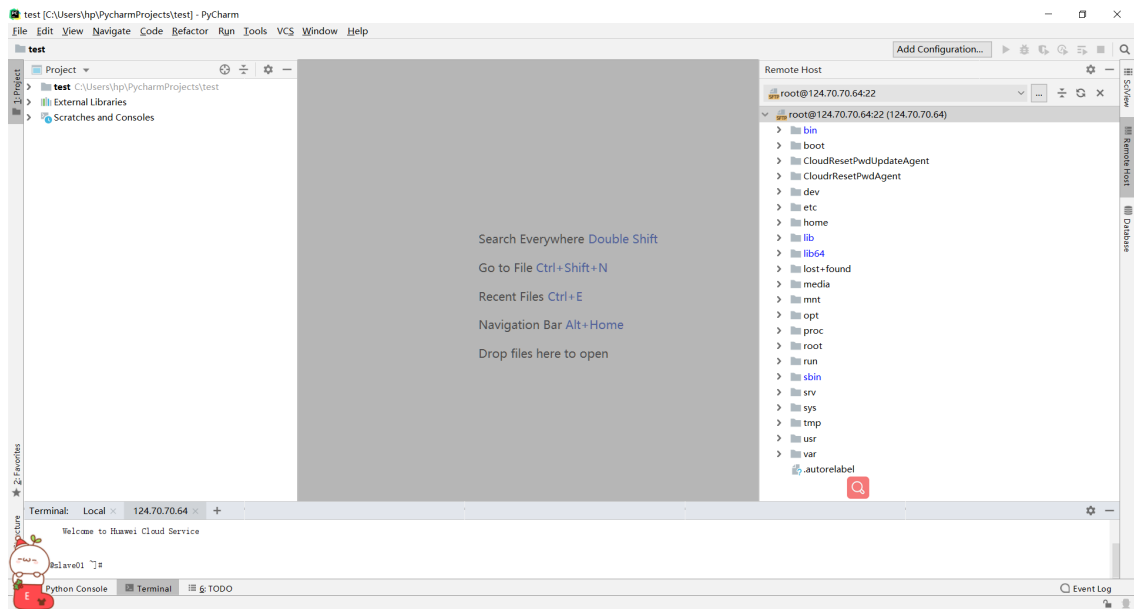 test [C:\Users\hp\PycharmProjects\test] - PyCharm
File Edit View Navigate Code Refactor Run Tools VCS Window Help
test
Add Configuration...
1: Project
Project
test C:\Users\hp\PycharmProjects\test
External Libraries
Scratches and Consoles
Search Everywhere Double Shift
Go to File Ctrl+Shift+N
Recent Files Ctrl+E
Navigation Bar Alt+Home
Drop files here to open
Remote Host
root@124.70.70.64:22
...
root@124.70.70.64:22 (124.70.70.64)
bin
boot
CloudResetPwdUpdateAgent
CloudrResetPwdAgent
dev
etc
home
lib
lib64
lost+found
media
mnt
opt
proc
root
run
sbin
srv
sys
tmp
usr
var
.autorelabel
SciView
Remote Host
Database
2: Favorites
Terminal: Local 124.70.70.64
Welcome to Huawei Cloud Service
@slave01 ~]#
Python Console Terminal 6: TODO
Event Log
E